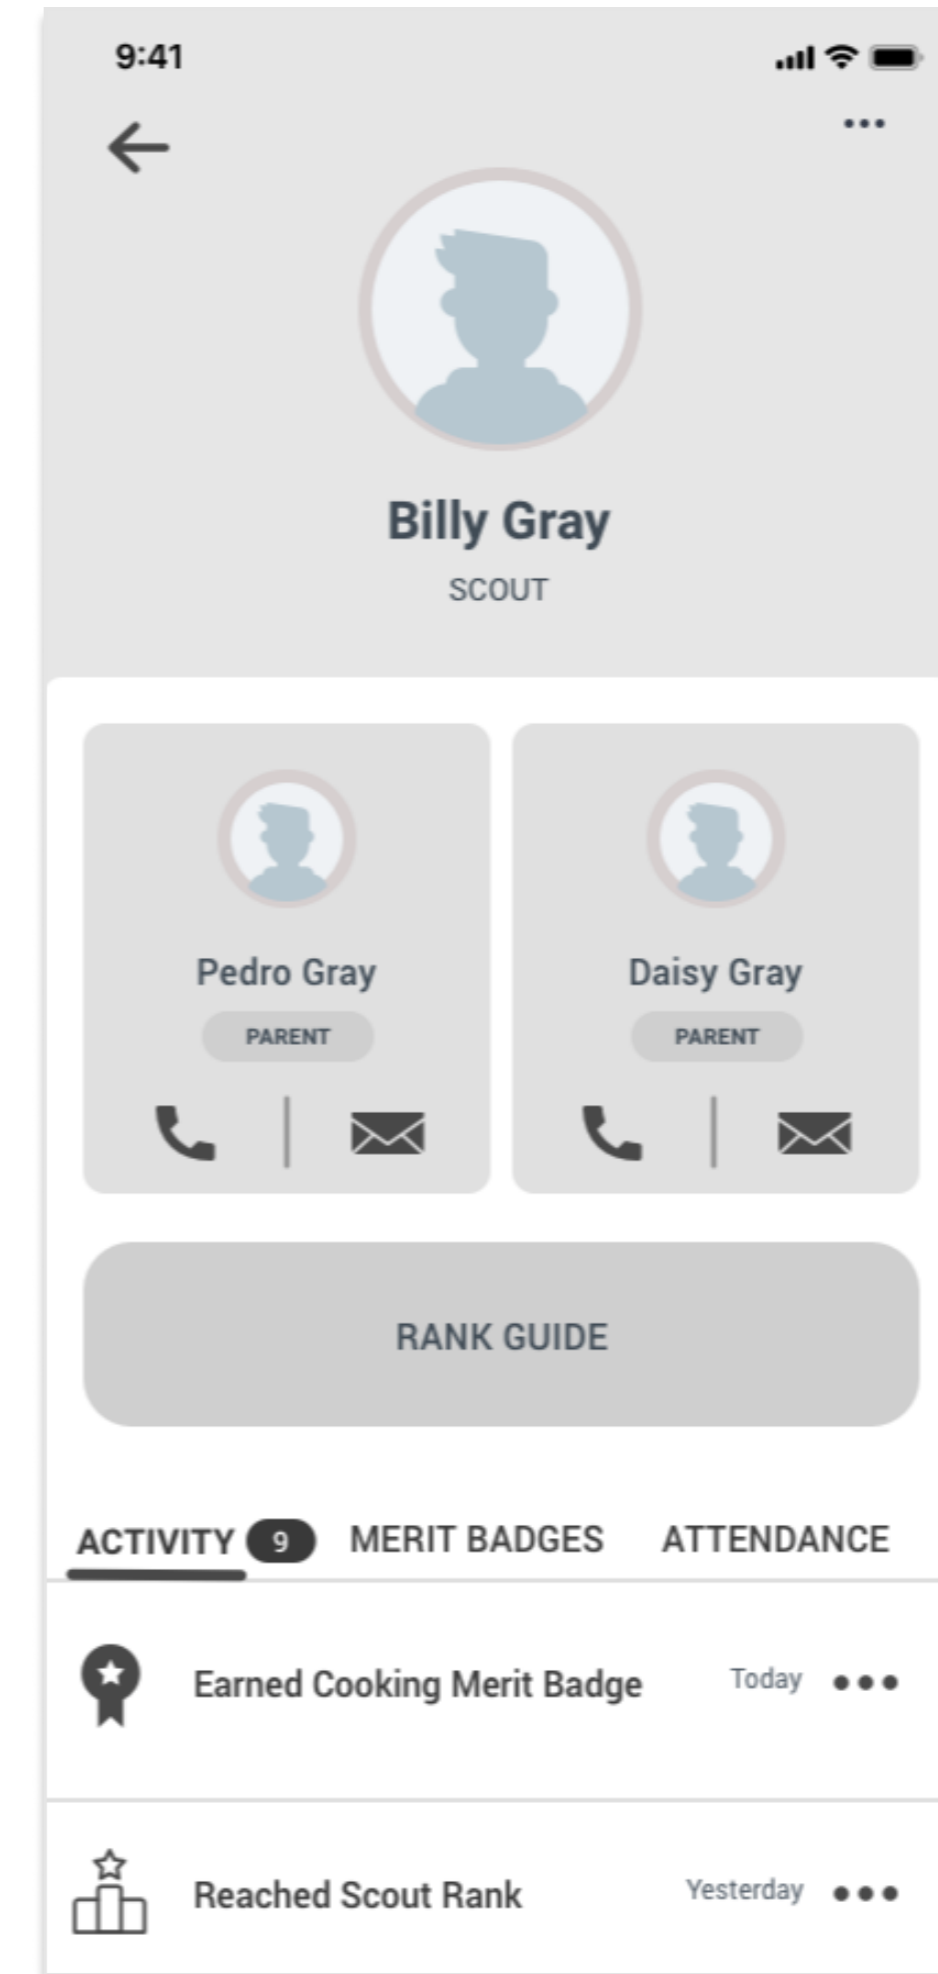 9:41
Billy Gray
SCOUT
Pedro Gray
PARENT
Daisy Gray
PARENT
RANK GUIDE
ACTIVITY 9 MERIT BADGES ATTENDANCE
Earned Cooking Merit Badge Today
Reached Scout Rank Yesterday